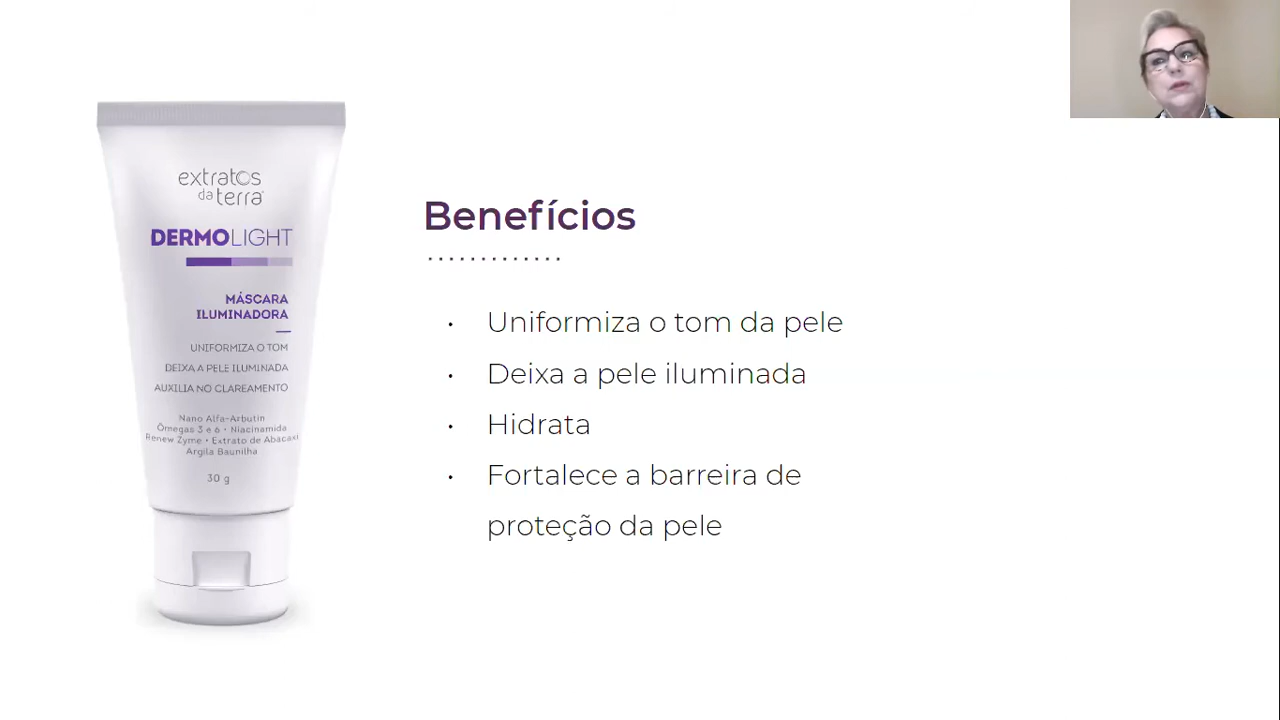 extratos
da terra
DERMOLIGHT
MÁSCARA
ILUMINADORA
UNIFORMIZA O TOM
DEIXA A PELE ILUMINADA
AUXILIA NO CLAREAMENTO
Nano Alfa-Arbutin
Ômegas 3 e 6 • Niacinamida
Renew Zyme • Extrato de Abacaxi
Argila Baunilha
30 g
Benefícios
• Uniformiza o tom da pele
• Deixa a pele iluminada
• Hidrata
• Fortalece a barreira de
proteção da pele